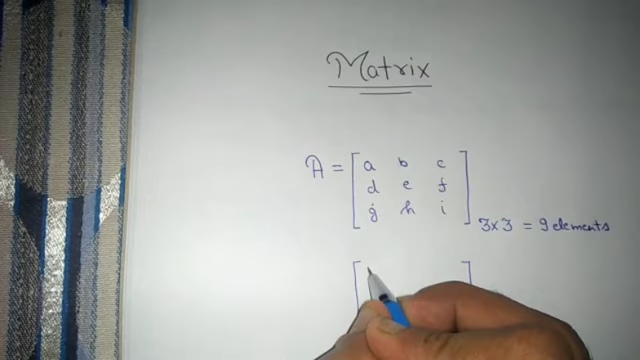 Matrix
A = [ a b c
d e f
g h i ] 3x3 = 9 elements
[ ]